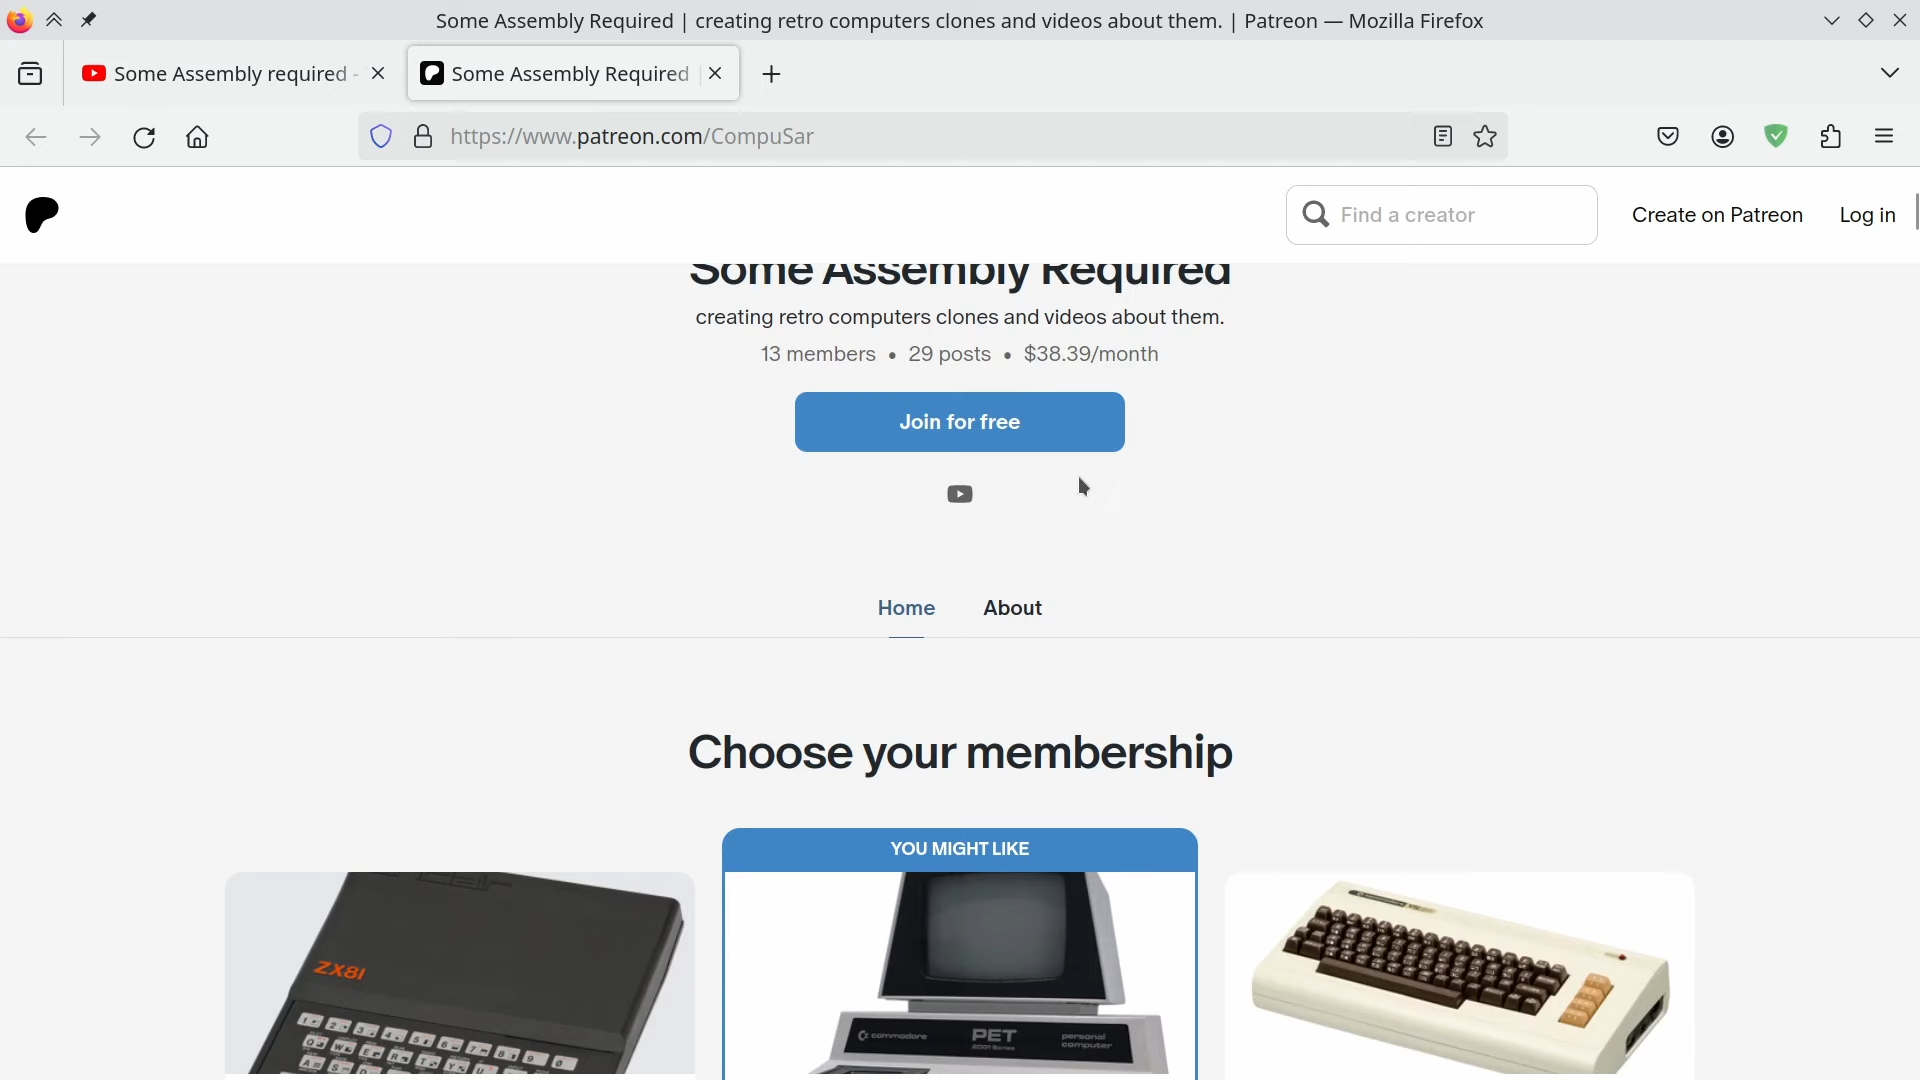 Some Assembly Required | creating retro computers clones and videos about them. | Patreon — Mozilla Firefox
Some Assembly required -
Some Assembly Required
https://www.patreon.com/CompuSar
Find a creator
Create on Patreon
Log in
Some Assembly Required
creating retro computers clones and videos about them.
13 members • 29 posts • $38.39/month
Join for free
Home
About
Choose your membership
YOU MIGHT LIKE
ZX81
commodore
PET
2001 Series
personal
computer